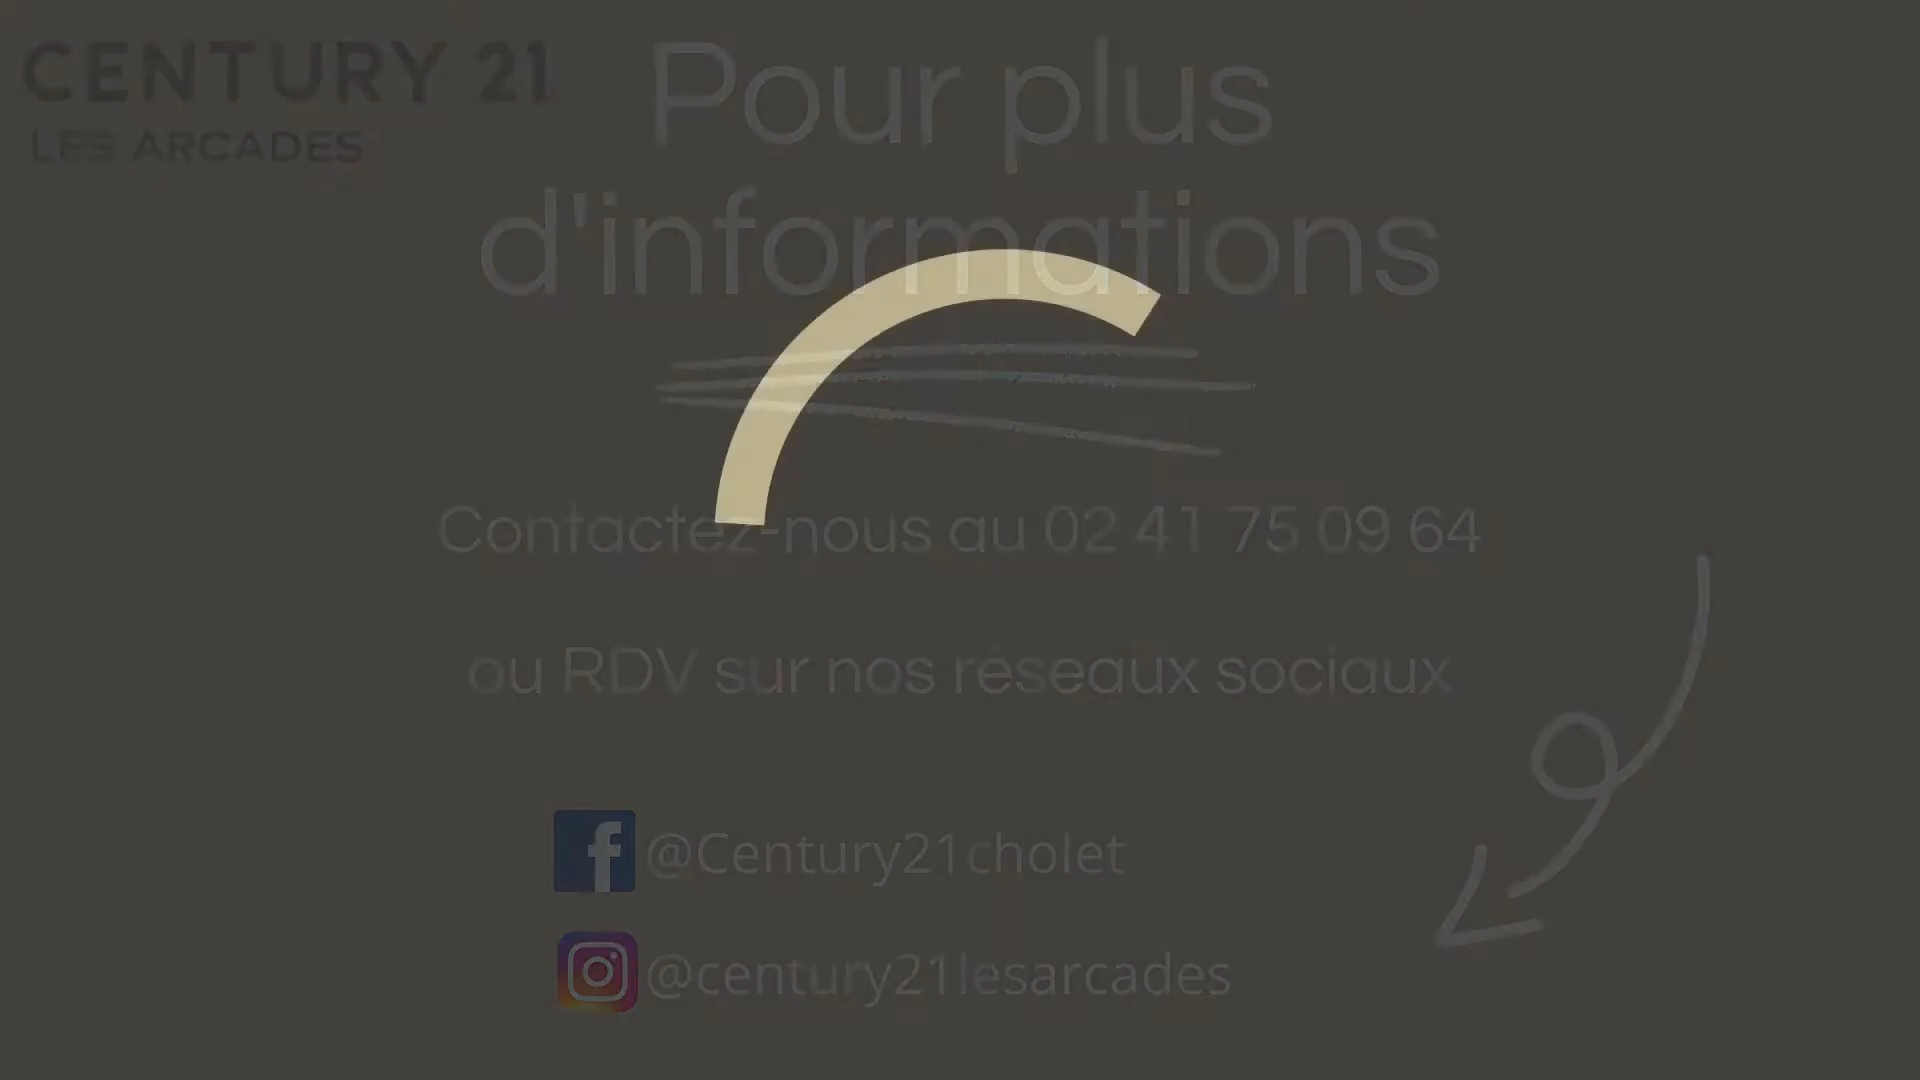 CENTURY 21
LES ARCADES
Pour plus
d'informations
Contactez-nous au 02 41 75 09 64
ou RDV sur nos réseaux sociaux
@Century21cholet
@century21lesarcades